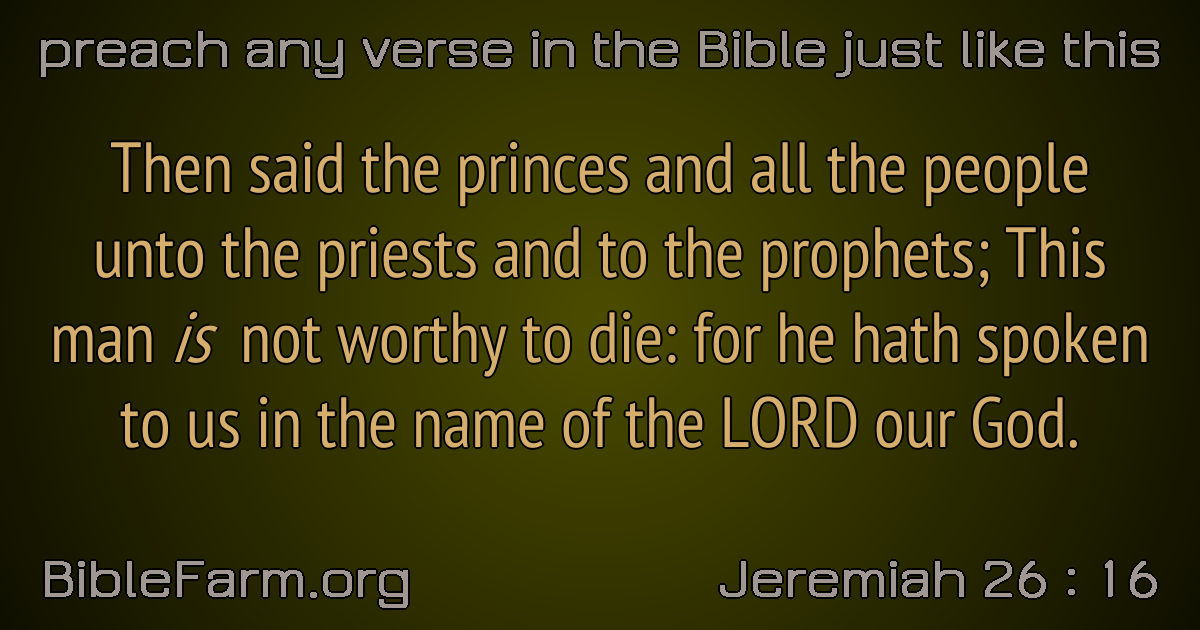 preach any verse in the Bible just like this
Then said the princes and all the people
unto the priests and to the prophets; This
man is not worthy to die: for he hath spoken
to us in the name of the LORD our God.
BibleFarm.org
Jeremiah 26 : 16